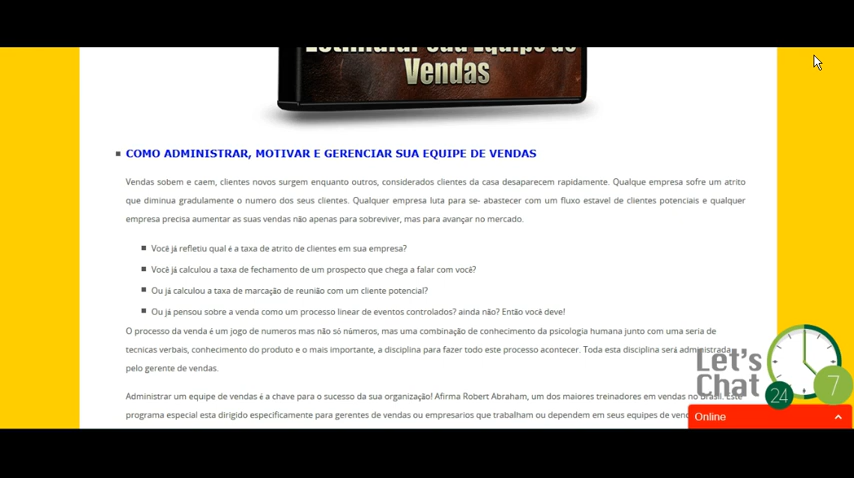 Estimular Sua Equipe de
Vendas
COMO ADMINISTRAR, MOTIVAR E GERENCIAR SUA EQUIPE DE VENDAS
Vendas sobem e caem, clientes novos surgem enquanto outros, considerados clientes da casa desaparecem rapidamente. Qualque empresa sofre um atrito
que diminua gradulamente o numero dos seus clientes. Qualquer empresa luta para se- abastecer com um fluxo estavel de clientes potenciais e qualquer
empresa precisa aumentar as suas vendas não apenas para sobreviver, mas para avançar no mercado.
Você já refletiu qual é a taxa de atrito de clientes em sua empresa?
Você já calculou a taxa de fechamento de um prospecto que chega a falar com você?
Ou já calculou a taxa de marcação de reunião com um cliente potencial?
Ou já pensou sobre a venda como um processo linear de eventos controlados? ainda não? Então você deve!
O processo da venda é um jogo de numeros mas não só números, mas uma combinação de conhecimento da psicologia humana junto com uma seria de
tecnicas verbais, conhecimento do produto e o mais importante, a disciplina para fazer todo este processo acontecer. Toda esta disciplina será administrada
pelo gerente de vendas.
Administrar um equipe de vendas é a chave para o sucesso da sua organização! Afirma Robert Abraham, um dos maiores treinadores em vendas no Brasil. Este
programa especial esta dirigido especificamente para gerentes de vendas ou empresarios que trabalham ou dependem em seus equipes de
Let's
Chat
24
7
Online